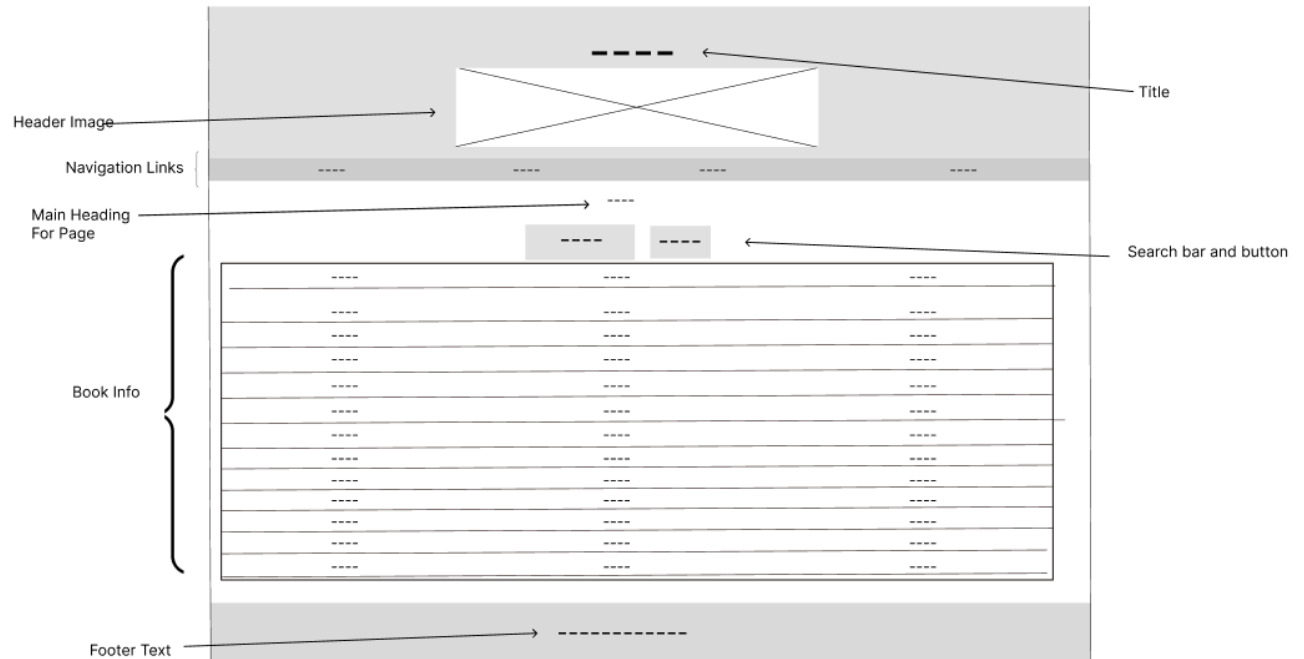 Title
Header Image
Navigation Links
Main Heading
For Page
Search bar and button
Book Info
Footer Text